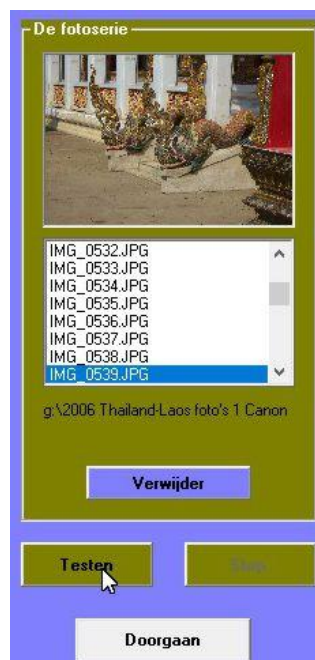 De fotoserie
IMG_0532.JPG
IMG_0533.JPG
IMG_0534.JPG
IMG_0535.JPG
IMG_0536.JPG
IMG_0537.JPG
IMG_0538.JPG
IMG_0539.JPG
g:\2006 Thailand-Laos foto's 1 Canon
Verwijder
Testen
Stop
Doorgaan